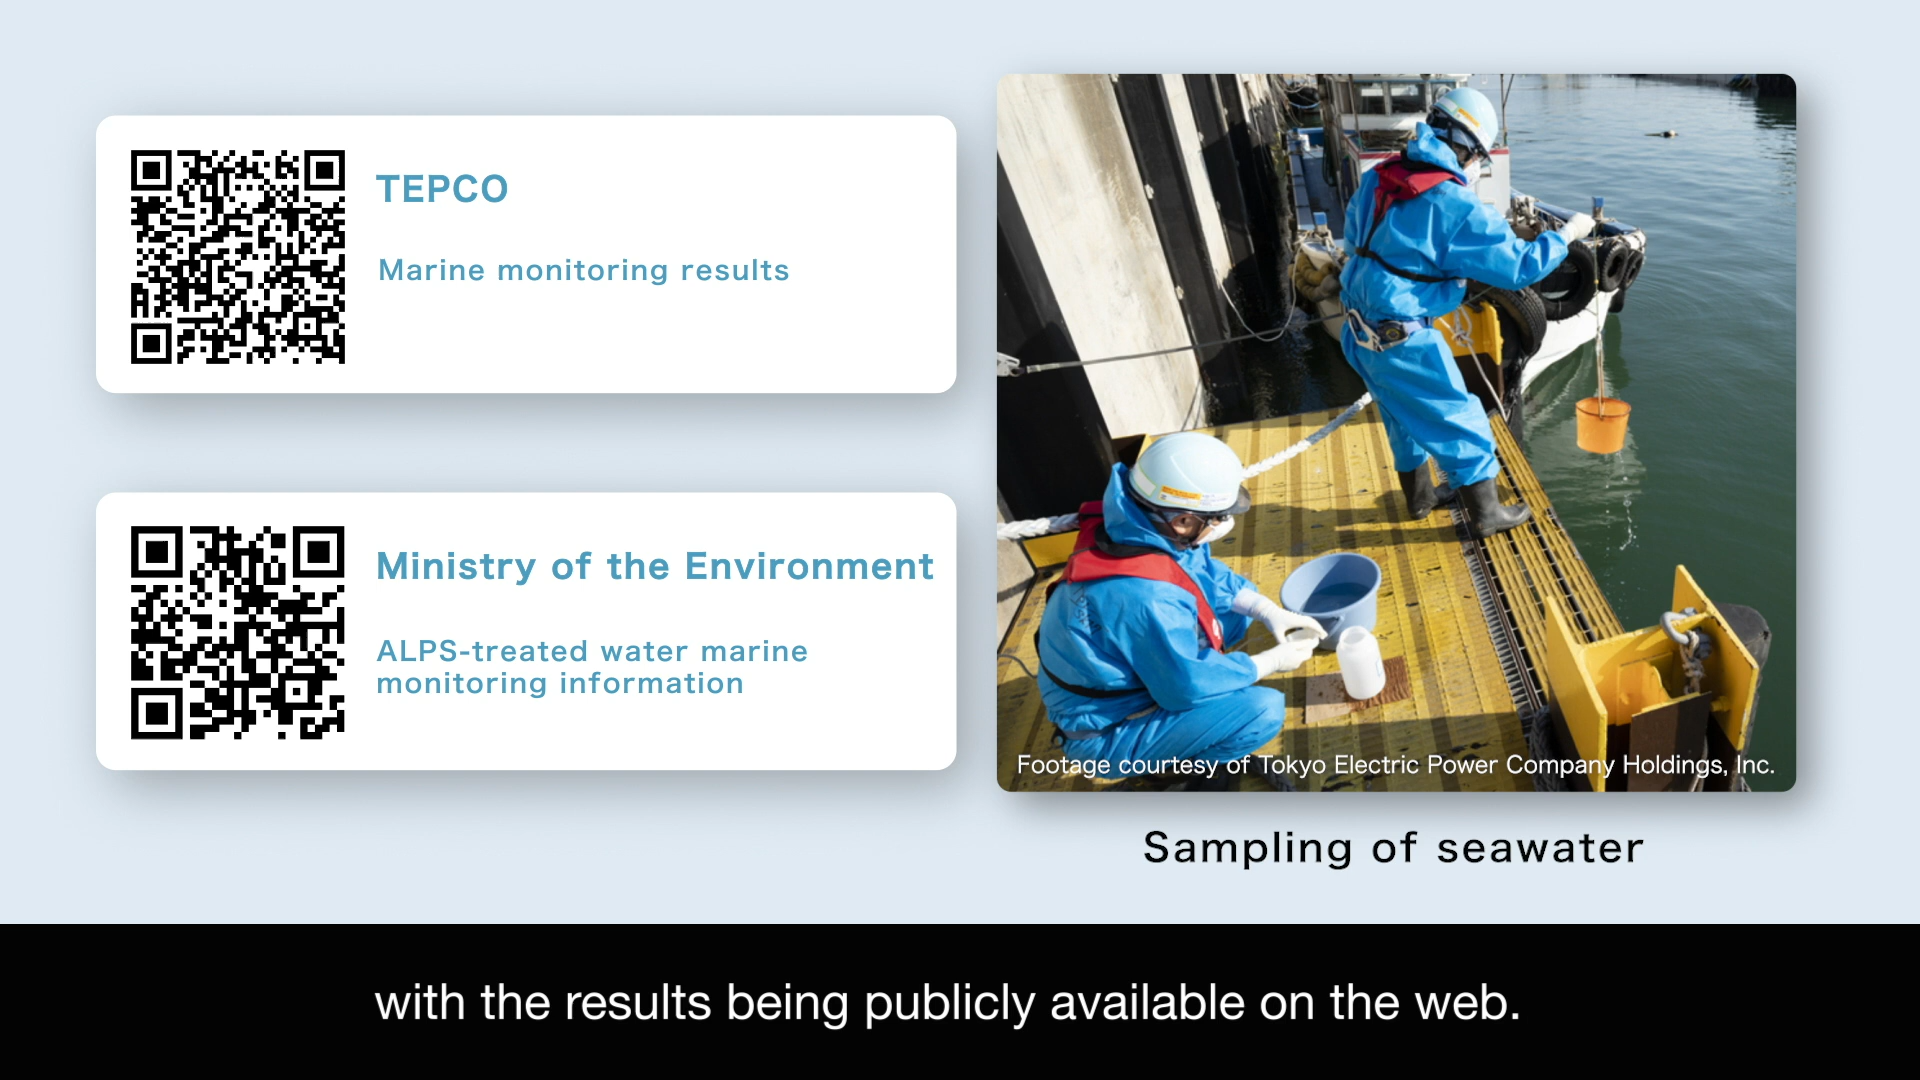 TEPCO
Marine monitoring results
Ministry of the Environment
ALPS-treated water marine
monitoring information
Footage courtesy of Tokyo Electric Power Company Holdings, Inc.
Sampling of seawater
with the results being publicly available on the web.